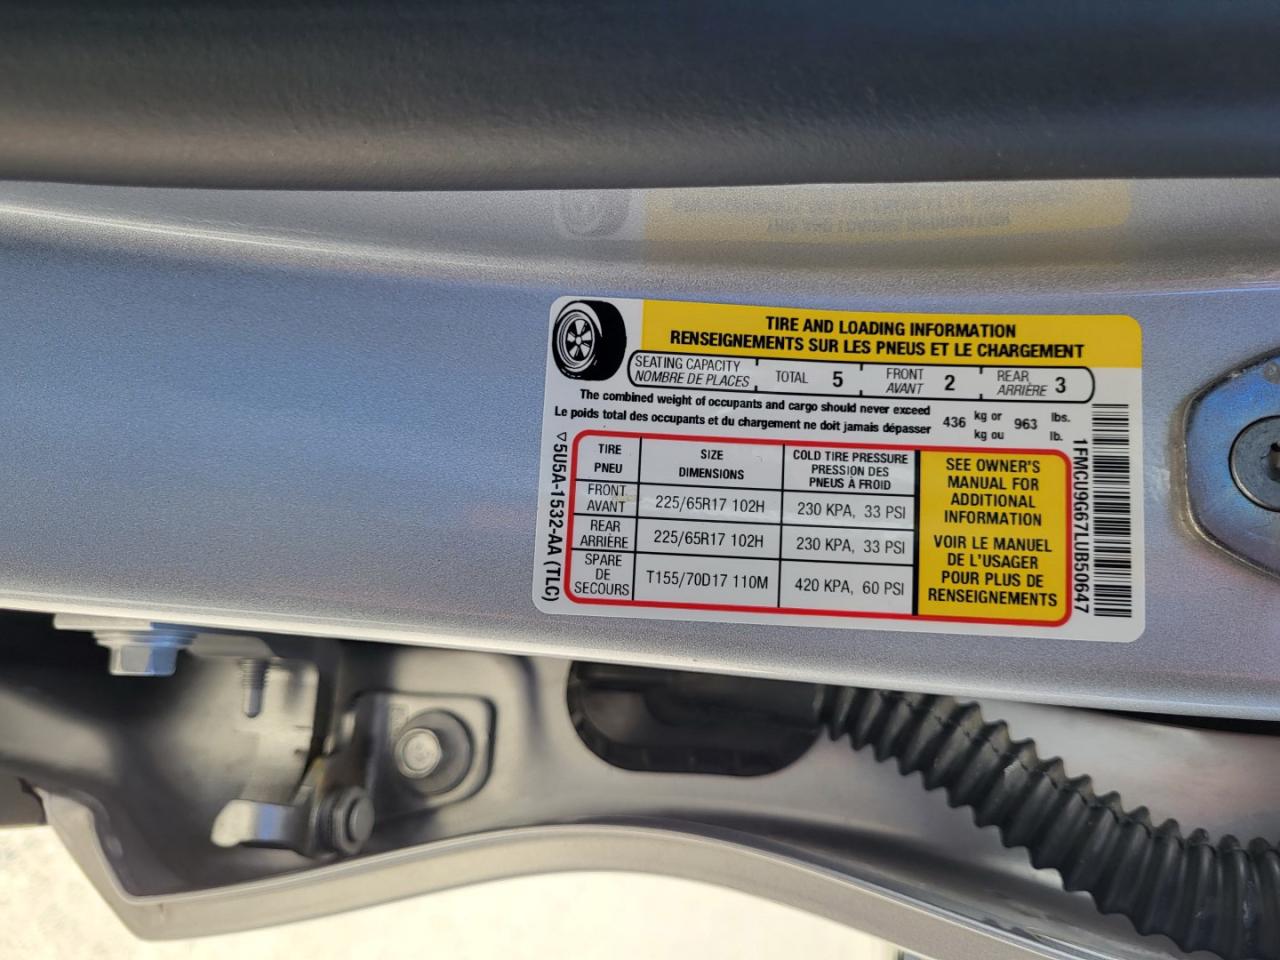 TIRE AND LOADING INFORMATION
RENSEIGNEMENTS SUR LES PNEUS ET LE CHARGEMENT
SEATING CAPACITY
NOMBRE DE PLACES
TOTAL 5
FRONT
AVANT
2
REAR
ARRIÈRE
3
The combined weight of occupants and cargo should never exceed
Le poids total des occupants et du chargement ne doit jamais dépasser
436
kg or
kg ou
963
lbs.
lb.
TIRE
PNEU
SIZE
DIMENSIONS
COLD TIRE PRESSURE
PRESSION DES
PNEUS À FROID
FRONT
AVANT
225/65R17 102H
230 KPA, 33 PSI
REAR
ARRIÈRE
225/65R17 102H
230 KPA, 33 PSI
SPARE
DE
SECOURS
T155/70D17 110M
420 KPA, 60 PSI
SEE OWNER'S
MANUAL FOR
ADDITIONAL
INFORMATION
VOIR LE MANUEL
DE L'USAGER
POUR PLUS DE
RENSEIGNEMENTS
5U5A-1532-AA (TLC)
1FMCU9G67LUB50647